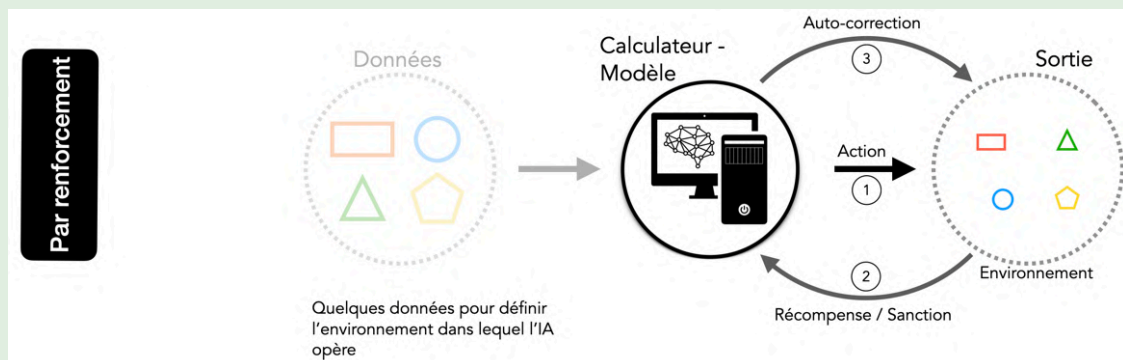 Par renforcement
Données
Quelques données pour définir
l'environnement dans lequel l'IA
opère
Calculateur -
Modèle
Auto-correction
3
Action
1
2
Récompense / Sanction
Sortie
Environnement